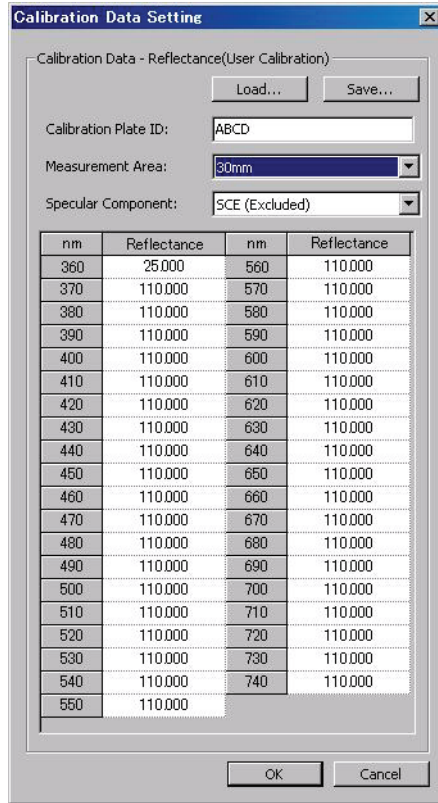 Calibration Data Setting
Calibration Data - Reflectance(User Calibration)
Load... Save...
Calibration Plate ID: ABCD
Measurement Area: 30mm
Specular Component: SCE (Excluded)
nm Reflectance nm Reflectance
360 25.000 560 110.000
370 110.000 570 110.000
380 110.000 580 110.000
390 110.000 590 110.000
400 110.000 600 110.000
410 110.000 610 110.000
420 110.000 620 110.000
430 110.000 630 110.000
440 110.000 640 110.000
450 110.000 650 110.000
460 110.000 660 110.000
470 110.000 670 110.000
480 110.000 680 110.000
490 110.000 690 110.000
500 110.000 700 110.000
510 110.000 710 110.000
520 110.000 720 110.000
530 110.000 730 110.000
540 110.000 740 110.000
550 110.000
OK Cancel